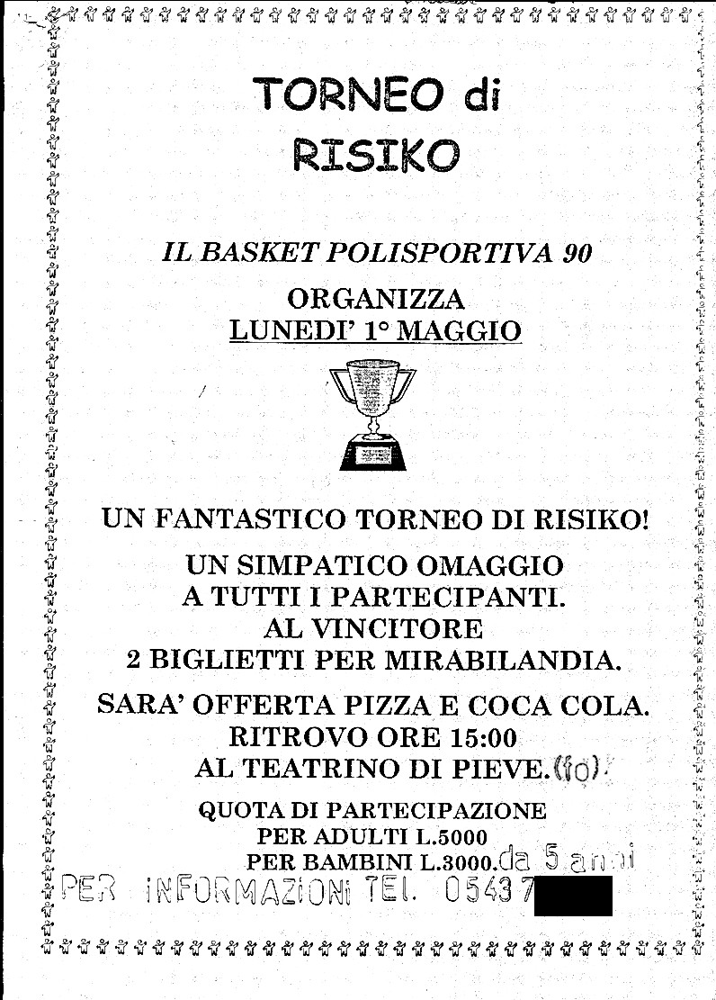 TORNEO di
RISIKO
IL BASKET POLISPORTIVA 90
ORGANIZZA
LUNEDI’ 1° MAGGIO
UN FANTASTICO TORNEO DI RISIKO!
UN SIMPATICO OMAGGIO
A TUTTI I PARTECIPANTI.
AL VINCITORE
2 BIGLIETTI PER MIRABILANDIA.
SARA’ OFFERTA PIZZA E COCA COLA.
RITROVO ORE 15:00
AL TEATRINO DI PIEVE.(fo).
QUOTA DI PARTECIPAZIONE
PER ADULTI L.5000
PER BAMBINI L.3000.da 5 anni
PER iNFORMAZiONi TEl. 0543 7